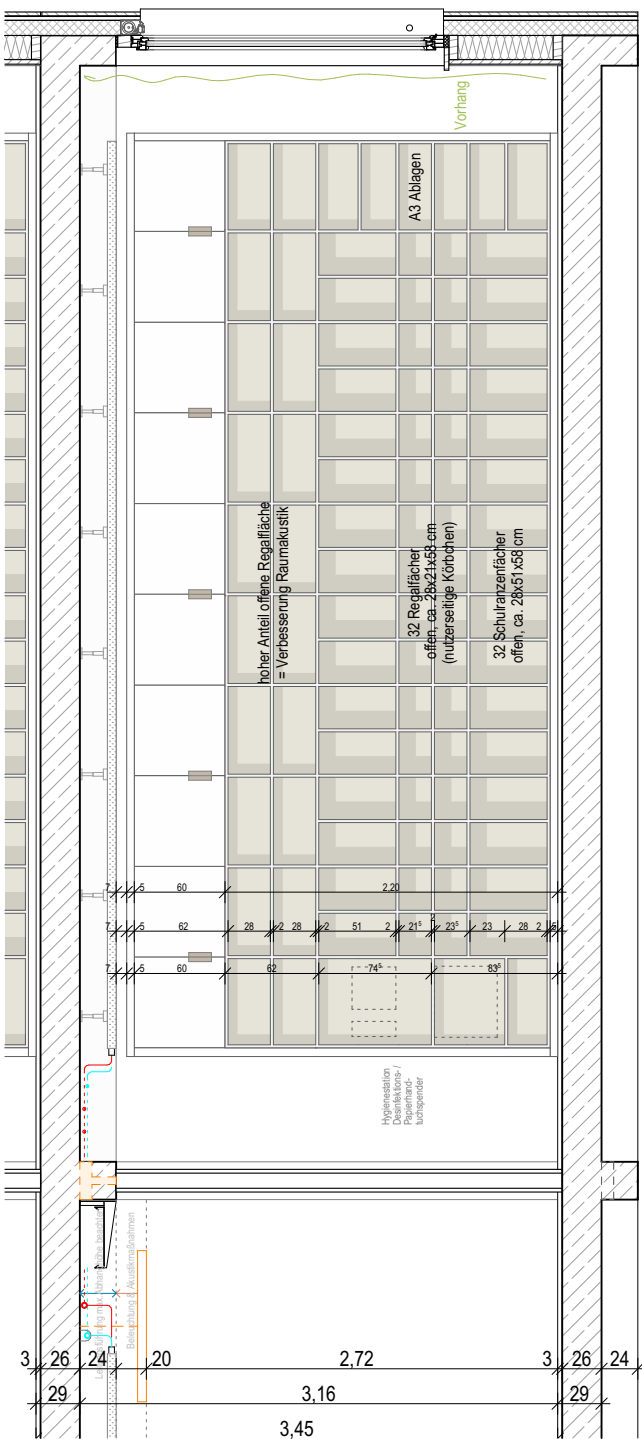 Vorhang
A3 Ablagen
hoher Anteil offene Regalfläche
= Verbesserung Raumakustik
32 Regalfächer
offen, ca. 28x21x58 cm
(nutzerseitige Körbchen)
32 Schulranzenfächer
offen, ca. 28x51x58 cm
7 5 60 2,20
7 5 62 28 2 28 2 51 2 21⁵ 2 23⁵ 23 28 2 5
7 5 60 62 74⁵ 83⁵
Hygienestation
Desinfektions-/
Papierhand-
tuchspender
Beleuchtung & Akustikmaßnahmen
3 26 24 20 2,72 3 26 24
29 3,16 29
3,45